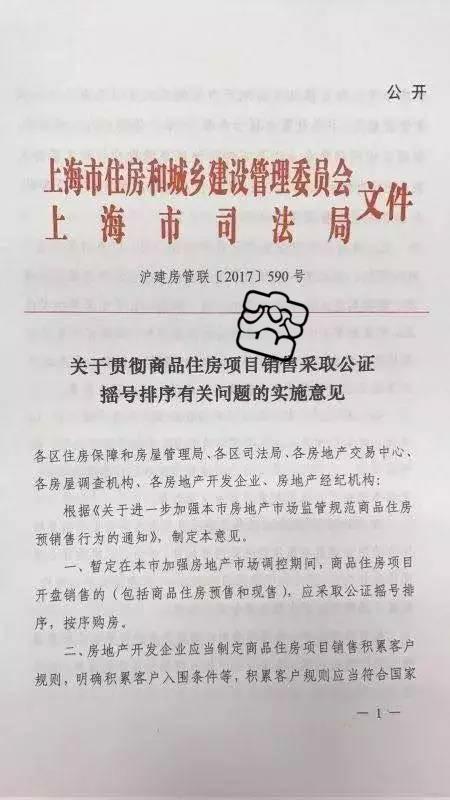 公开
上海市住房和城乡建设管理委员会
上海市司法局
文件
沪建房管联〔2017〕590号
关于贯彻商品住房项目销售采取公证
摇号排序有关问题的实施意见
各区住房保障和房屋管理局、各区司法局、各房地产交易中心、
各房屋调查机构、各房地产开发企业、房地产经纪机构：
根据《关于进一步加强本市房地产市场监管规范商品住房
预销售行为的通知》，制定本意见。
一、暂定在本市加强房地产市场调控期间，商品住房项目
开盘销售的（包括商品住房预售和现售），应采取公证摇号排
序，按序购房。
二、房地产开发企业应当制定商品住房项目销售积累客户
规则，明确积累客户入围条件等，积累客户规则应当符合国家
— 1 —